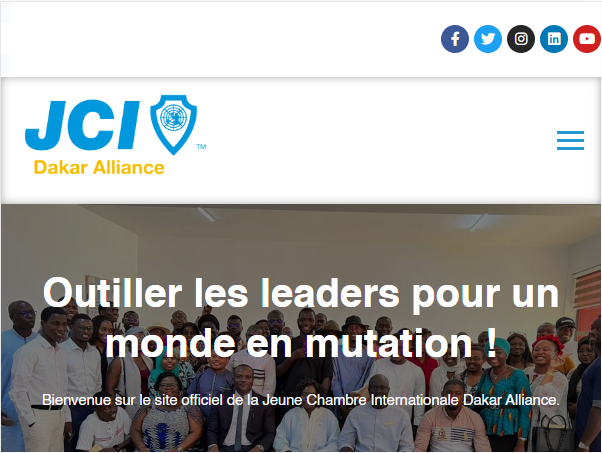 JCI
TM
Dakar Alliance
Outiller les leaders pour un
monde en mutation !
Bienvenue sur le site officiel de la Jeune Chambre Internationale Dakar Alliance.